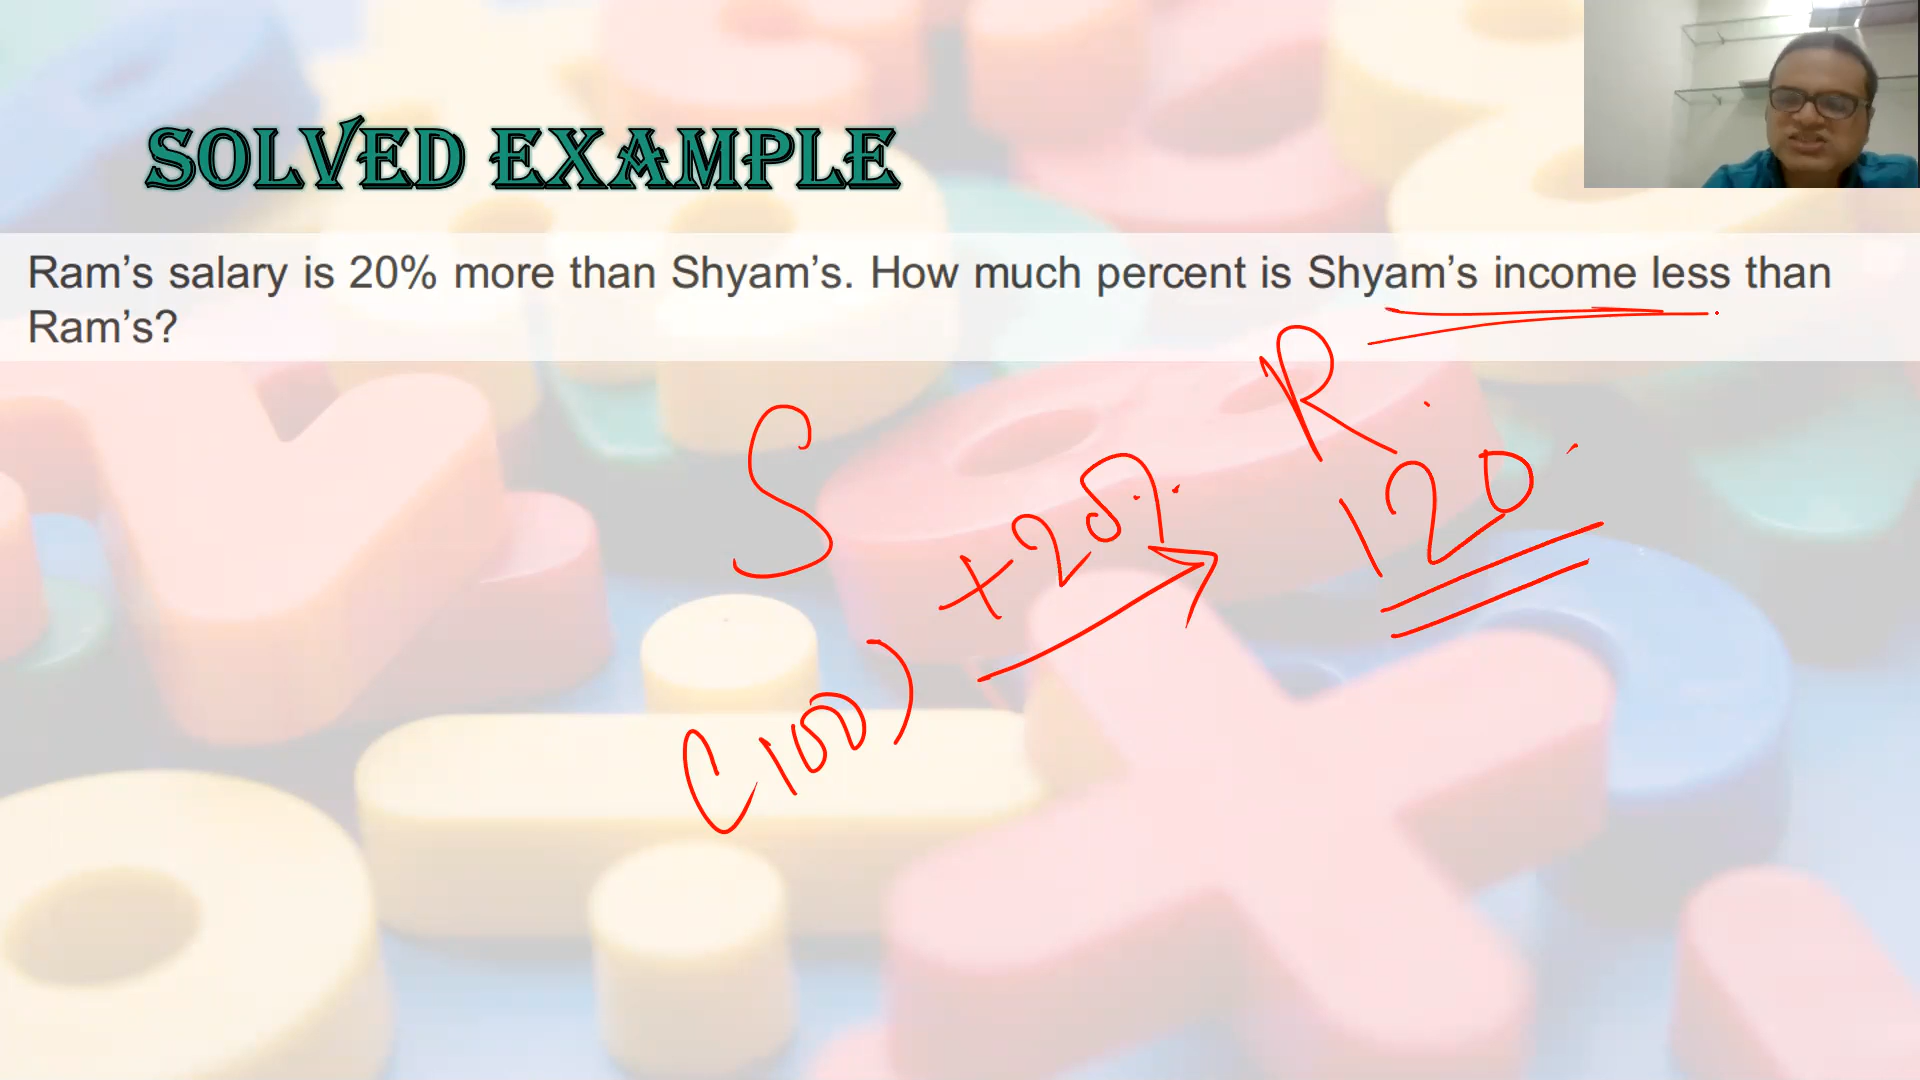 SOLVED EXAMPLE
Ram’s salary is 20% more than Shyam’s. How much percent is Shyam’s income less than
Ram’s?
S
R
+20%
120
(100)